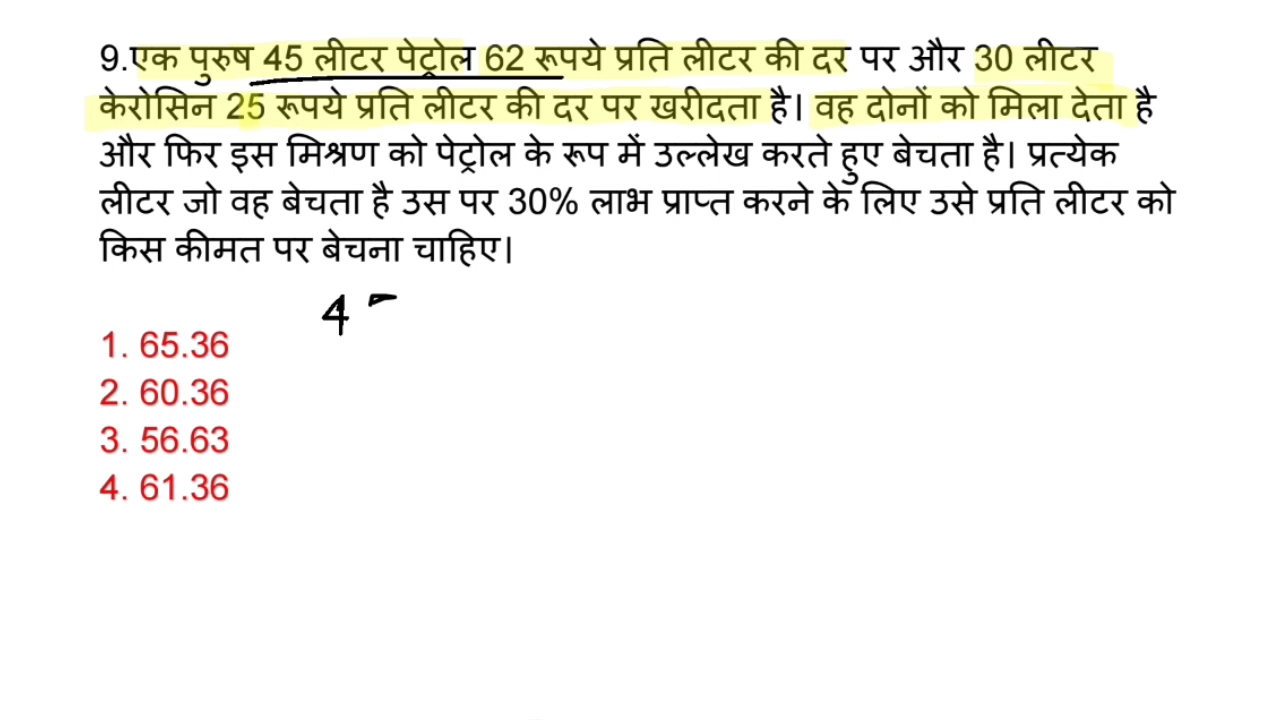 9.एक पुरुष 45 लीटर पेट्रोल 62 रूपये प्रति लीटर की दर पर और 30 लीटर
केरोसिन 25 रूपये प्रति लीटर की दर पर खरीदता है। वह दोनों को मिला देता है
और फिर इस मिश्रण को पेट्रोल के रूप में उल्लेख करते हुए बेचता है। प्रत्येक
लीटर जो वह बेचता है उस पर 30% लाभ प्राप्त करने के लिए उसे प्रति लीटर को
किस कीमत पर बेचना चाहिए।
4
1. 65.36
2. 60.36
3. 56.63
4. 61.36